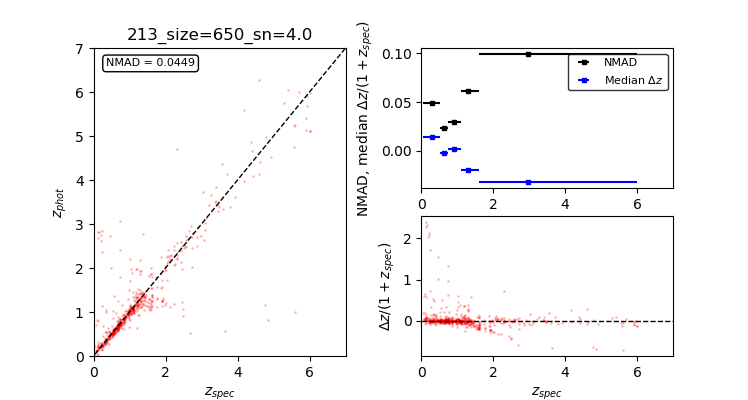 213_size=650_sn=4.0
NMAD = 0.0449
z_phot
7
6
5
4
3
2
1
0
0 2 4 6
z_spec
NMAD, median Δz/(1 + z_spec)
0.10
0.05
0.00
NMAD
Median Δz
0 2 4 6
Δz/(1 + z_spec)
2
1
0
0 2 4 6
z_spec